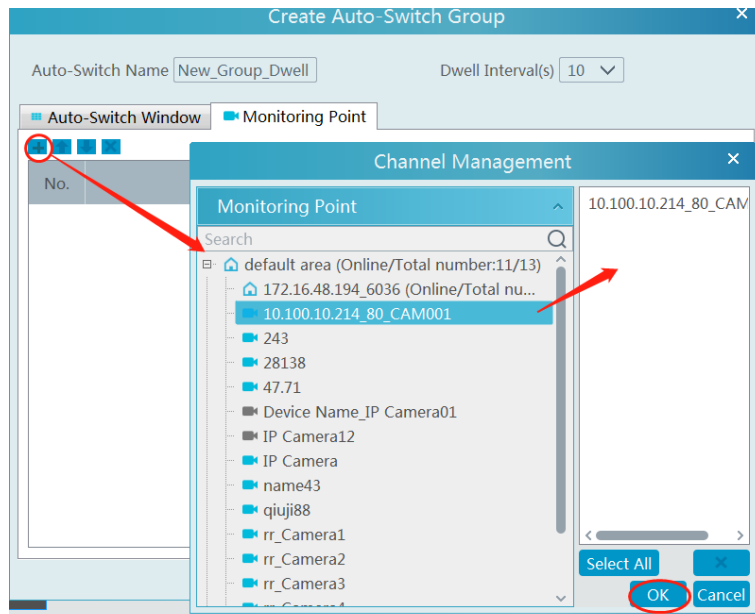 Create Auto-Switch Group
Auto-Switch Name New_Group_Dwell Dwell Interval(s) 10
Auto-Switch Window Monitoring Point
No.
Channel Management
Monitoring Point
Search
default area (Online/Total number:11/13)
172.16.48.194_6036 (Online/Total nu...
10.100.10.214_80_CAM001
243
28138
47.71
Device Name_IP Camera01
IP Camera12
IP Camera
name43
qiuji88
rr_Camera1
rr_Camera2
rr_Camera3
10.100.10.214_80_CAM
Select All
OK Cancel